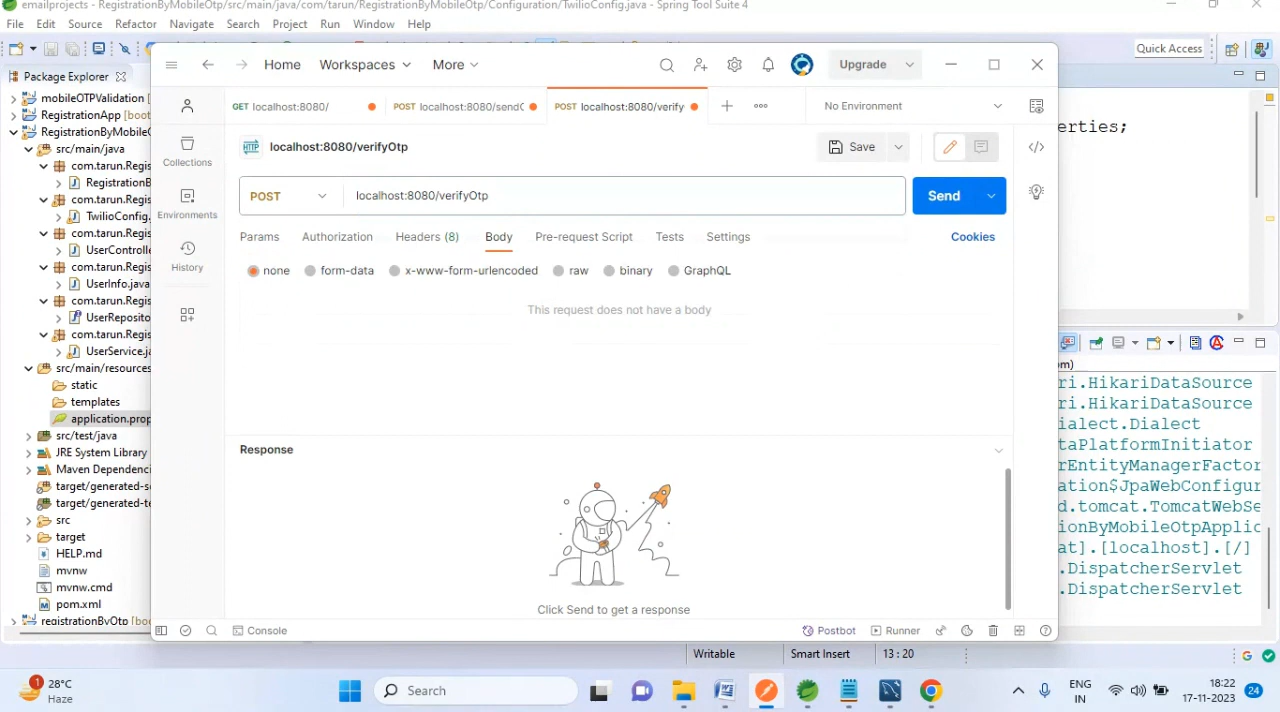 emailprojects - RegistrationByMobileOtp/src/main/java/com/tarun/RegistrationByMobileOtp/Configuration/TwilioConfig.java - Spring Tool Suite 4
File Edit Source Refactor Navigate Search Project Run Window Help
Quick Access
Package Explorer
mobileOTPValidation [
RegistrationApp [boot
RegistrationByMobileO
src/main/java
com.tarun.Regis
RegistrationB
com.tarun.Regis
TwilioConfig.
com.tarun.Regis
UserControlle
com.tarun.Regis
UserInfo.java
com.tarun.Regis
UserReposito
com.tarun.Regis
UserService.ja
src/main/resources
static
templates
application.prop
src/test/java
JRE System Library
Maven Dependenci
target/generated-s
target/generated-te
src
target
HELP.md
mvnw
mvnw.cmd
pom.xml
registrationByOtp [boo
Home Workspaces More Upgrade
GET localhost:8080/ POST localhost:8080/sendO POST localhost:8080/verify No Environment
HTTP localhost:8080/verifyOtp Save
Collections
Environments
History
POST localhost:8080/verifyOtp Send
Params Authorization Headers (8) Body Pre-request Script Tests Settings Cookies
none form-data x-www-form-urlencoded raw binary GraphQL
This request does not have a body
Response
Click Send to get a response
Console Postbot Runner
erties;
om)
ri.HikariDataSource
ri.HikariDataSource
ialect.Dialect
taPlatformInitiator
rEntityManagerFactor
ation$JpaWebConfigur
d.tomcat.TomcatWebSe
ionByMobileOtpApplic
at].[localhost].[/]
.DispatcherServlet
.DispatcherServlet
Writable Smart Insert 13 : 20
1 28°C
Haze
Search
ENG
IN
18:22
17-11-2023
24